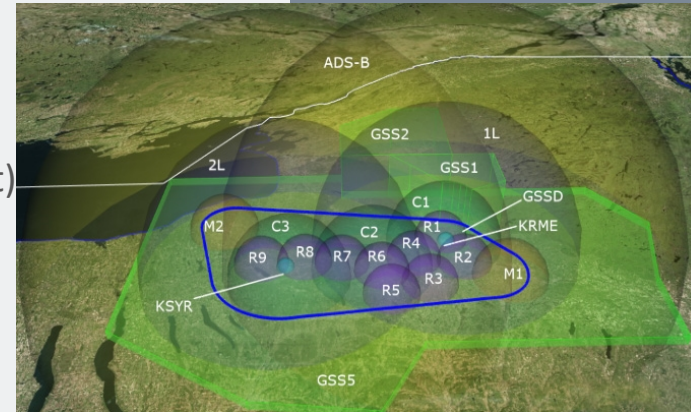 ADS-B
GSS2
1L
GSS1
2L
t)
GSSD
C1
KRME
M2
C3
C2
R1
R4
R9
R8
R7
R6
R2
M1
R3
R5
KSYR
GSS5